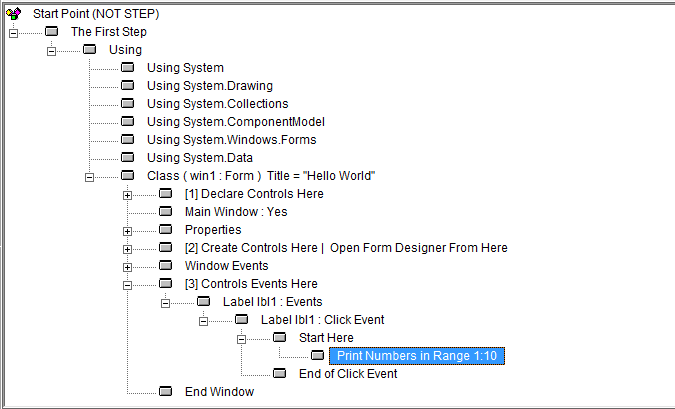 Start Point (NOT STEP)
The First Step
Using
Using System
Using System.Drawing
Using System.Collections
Using System.ComponentModel
Using System.Windows.Forms
Using System.Data
Class ( win1 : Form )  Title = "Hello World"
[1] Declare Controls Here
Main Window : Yes
Properties
[2] Create Controls Here |  Open Form Designer From Here
Window Events
[3] Controls Events Here
Label lbl1 : Events
Label lbl1 : Click Event
Start Here
Print Numbers in Range 1:10
End of Click Event
End Window